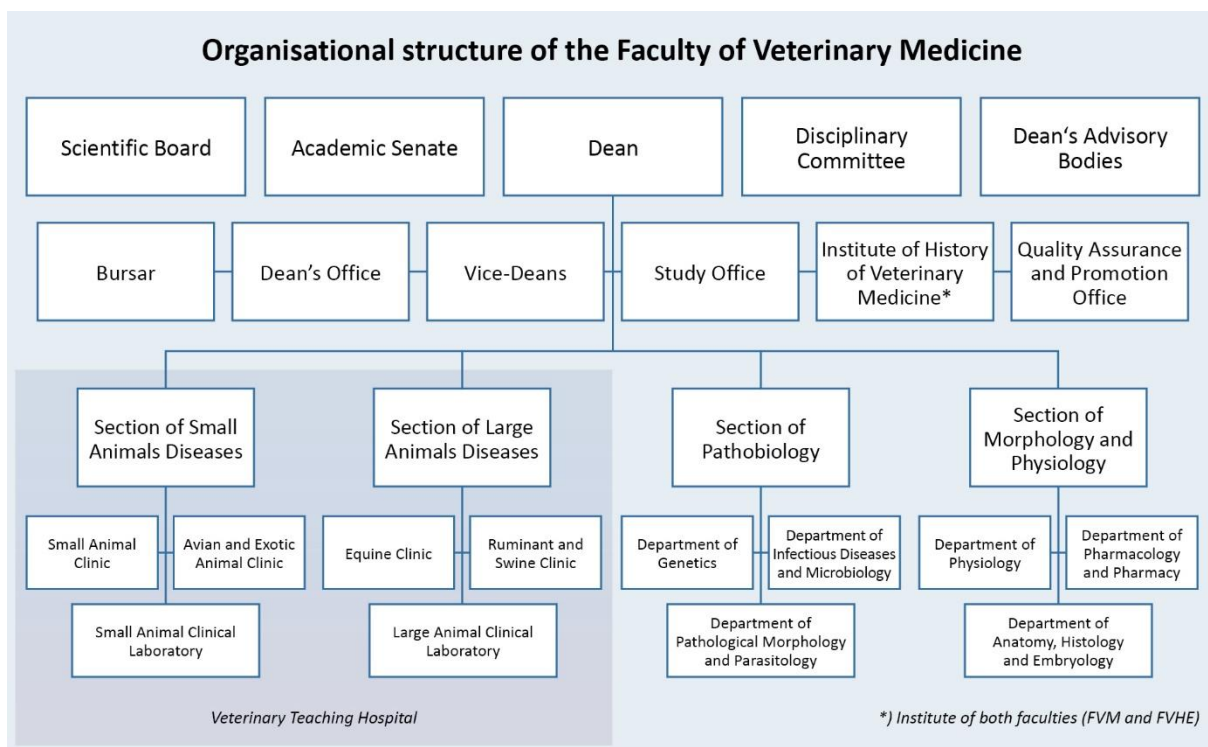 Organisational structure of the Faculty of Veterinary Medicine
Scientific Board
Academic Senate
Dean
Disciplinary
Committee
Dean‘s Advisory
Bodies
Bursar
Dean’s Office
Vice-Deans
Study Office
Institute of History
of Veterinary
Medicine*
Quality Assurance
and Promotion
Office
Section of Small
Animals Diseases
Section of Large
Animals Diseases
Section of
Pathobiology
Section of
Morphology and
Physiology
Small Animal
Clinic
Avian and Exotic
Animal Clinic
Equine Clinic
Ruminant and
Swine Clinic
Department of
Genetics
Department of
Infectious Diseases
and Microbiology
Department of
Physiology
Department of
Pharmacology
and Pharmacy
Small Animal Clinical
Laboratory
Large Animal Clinical
Laboratory
Department of
Pathological Morphology
and Parasitology
Department of
Anatomy, Histology
and Embryology
Veterinary Teaching Hospital
*) Institute of both faculties (FVM and FVHE)